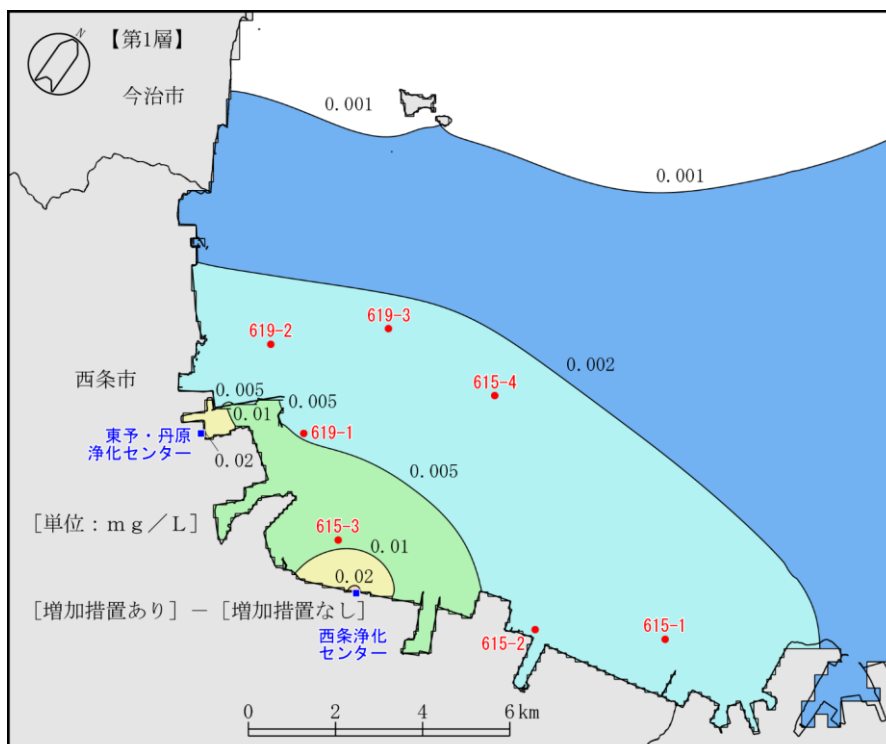 N
【第1層】
今治市
0.001
0.001
619-3
619-2
0.002
615-4
西条市
0.005
0.005
0.01
619-1
東予・丹原
浄化センター
0.02
0.005
［単位：ｍｇ／Ｌ］
615-3
0.01
0.02
［増加措置あり］－［増加措置なし］
西条浄化
センター
615-2
615-1
0 2 4 6 km